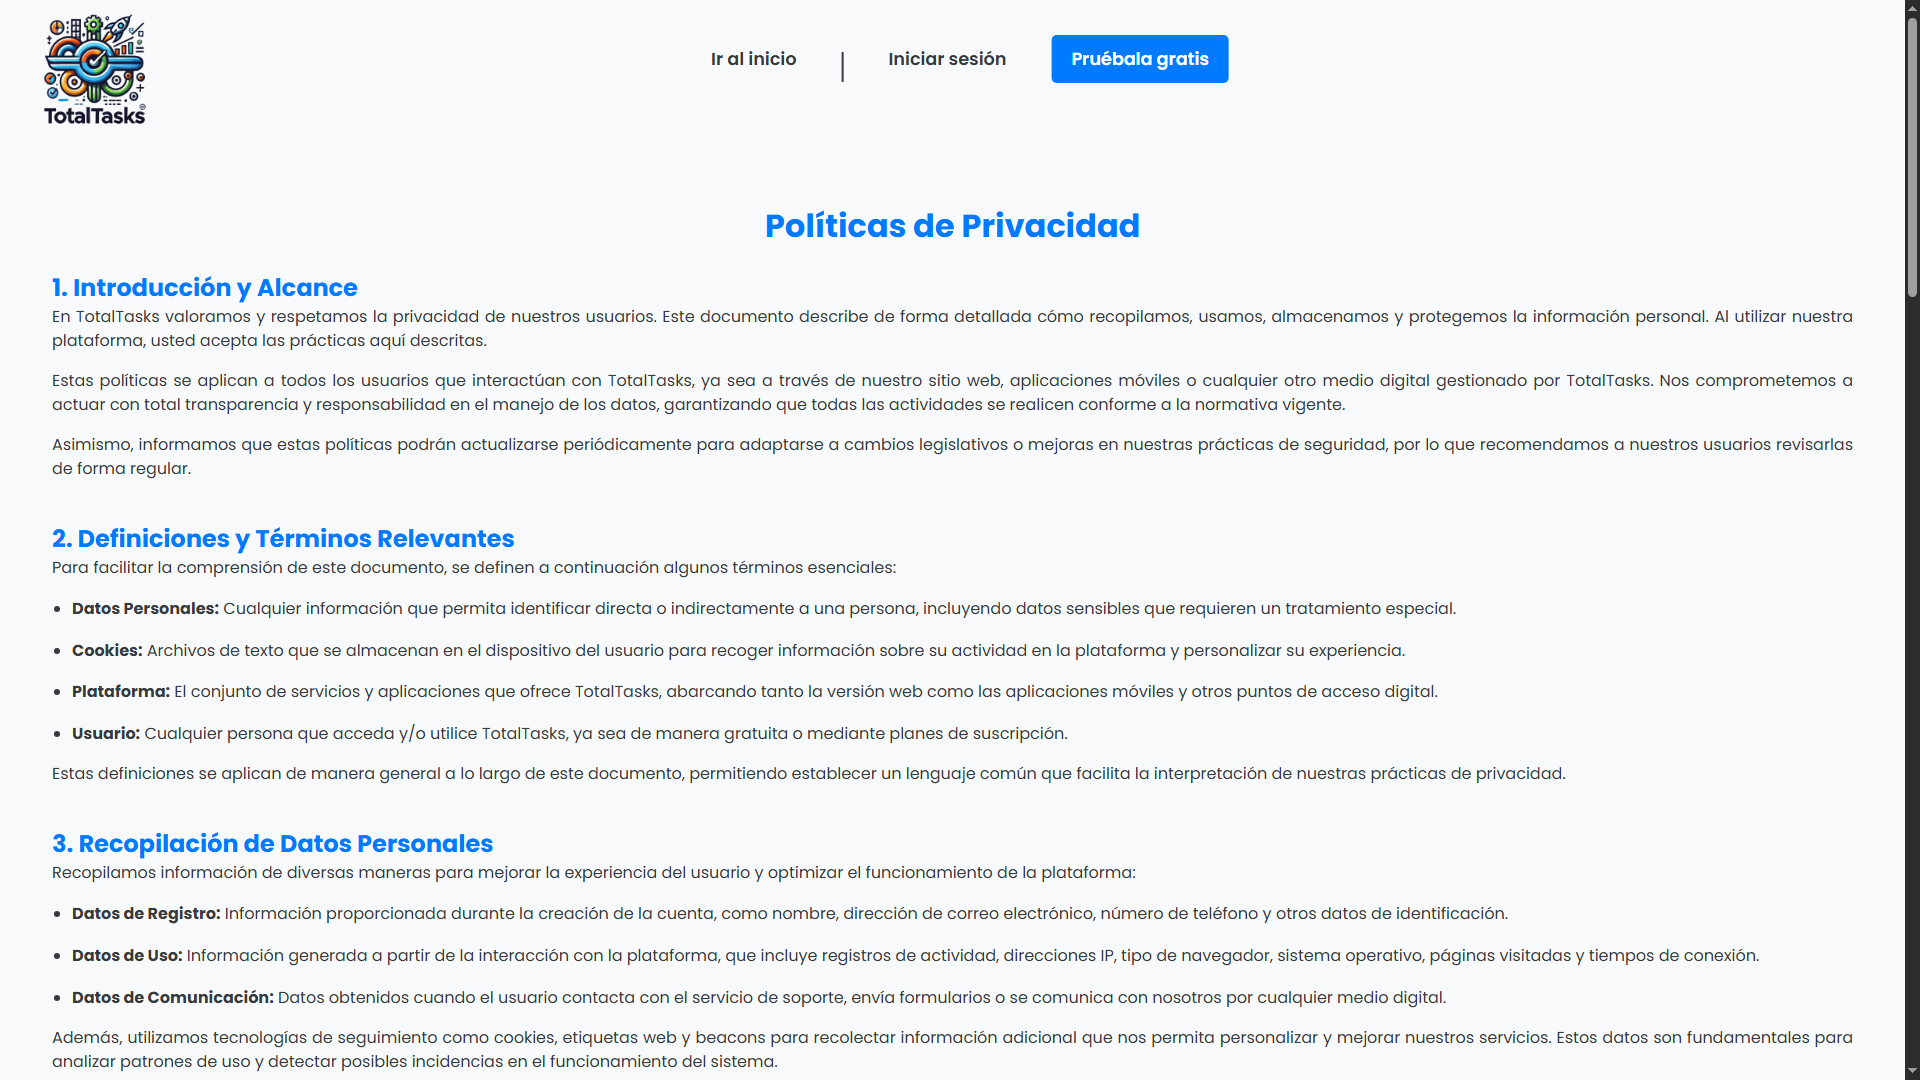 TotalTasks
Ir al inicio
|
Iniciar sesión
Pruébala gratis
Políticas de Privacidad
1. Introducción y Alcance
En TotalTasks valoramos y respetamos la privacidad de nuestros usuarios. Este documento describe de forma detallada cómo recopilamos, usamos, almacenamos y protegemos la información personal. Al utilizar nuestra
plataforma, usted acepta las prácticas aquí descritas.
Estas políticas se aplican a todos los usuarios que interactúan con TotalTasks, ya sea a través de nuestro sitio web, aplicaciones móviles o cualquier otro medio digital gestionado por TotalTasks. Nos comprometemos a
actuar con total transparencia y responsabilidad en el manejo de los datos, garantizando que todas las actividades se realicen conforme a la normativa vigente.
Asimismo, informamos que estas políticas podrán actualizarse periódicamente para adaptarse a cambios legislativos o mejoras en nuestras prácticas de seguridad, por lo que recomendamos a nuestros usuarios revisarlas
de forma regular.
2. Definiciones y Términos Relevantes
Para facilitar la comprensión de este documento, se definen a continuación algunos términos esenciales:
• Datos Personales: Cualquier información que permita identificar directa o indirectamente a una persona, incluyendo datos sensibles que requieren un tratamiento especial.
• Cookies: Archivos de texto que se almacenan en el dispositivo del usuario para recoger información sobre su actividad en la plataforma y personalizar su experiencia.
• Plataforma: El conjunto de servicios y aplicaciones que ofrece TotalTasks, abarcando tanto la versión web como las aplicaciones móviles y otros puntos de acceso digital.
• Usuario: Cualquier persona que acceda y/o utilice TotalTasks, ya sea de manera gratuita o mediante planes de suscripción.
Estas definiciones se aplican de manera general a lo largo de este documento, permitiendo establecer un lenguaje común que facilita la interpretación de nuestras prácticas de privacidad.
3. Recopilación de Datos Personales
Recopilamos información de diversas maneras para mejorar la experiencia del usuario y optimizar el funcionamiento de la plataforma:
• Datos de Registro: Información proporcionada durante la creación de la cuenta, como nombre, dirección de correo electrónico, número de teléfono y otros datos de identificación.
• Datos de Uso: Información generada a partir de la interacción con la plataforma, que incluye registros de actividad, direcciones IP, tipo de navegador, sistema operativo, páginas visitadas y tiempos de conexión.
• Datos de Comunicación: Datos obtenidos cuando el usuario contacta con el servicio de soporte, envía formularios o se comunica con nosotros por cualquier medio digital.
Además, utilizamos tecnologías de seguimiento como cookies, etiquetas web y beacons para recolectar información adicional que nos permita personalizar y mejorar nuestros servicios. Estos datos son fundamentales para
analizar patrones de uso y detectar posibles incidencias en el funcionamiento del sistema.